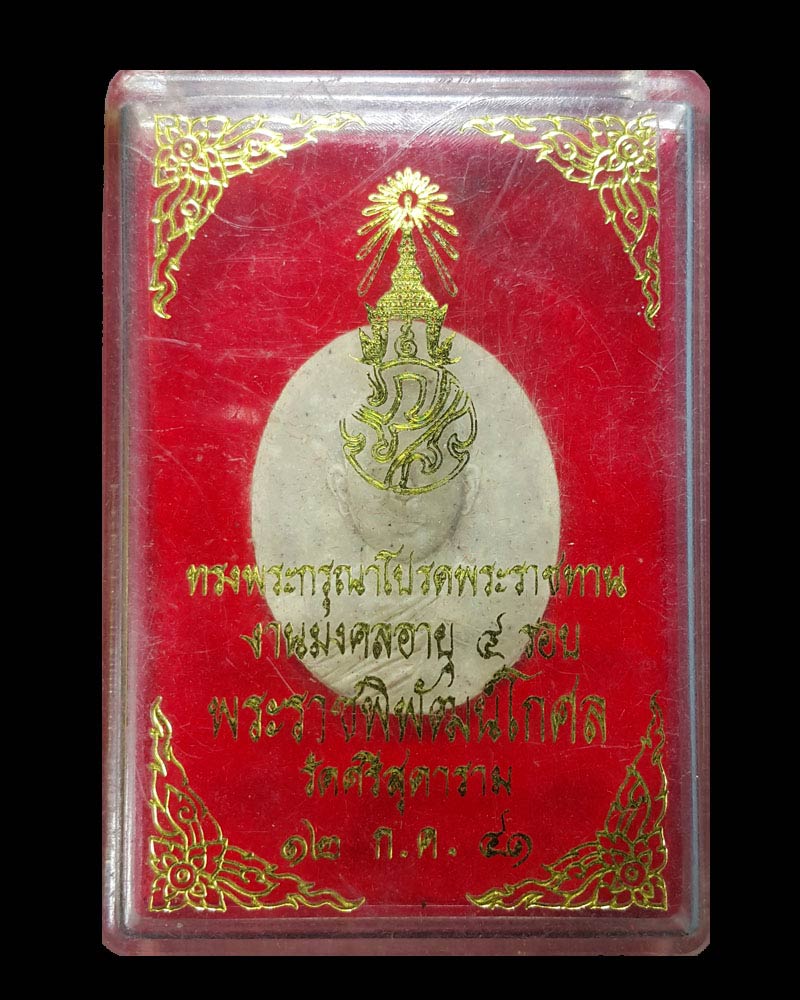 ทรงพระกรุณาโปรดพระราชทาน
งานมงคลอายุ ๔ รอบ
พระราชพิพัฒน์โกศล
วัดศรีสุดาราม
๑๒ ก.ค. ๔๑